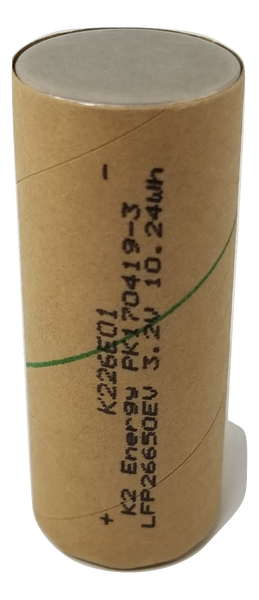 K226E01
+ K2 Energy PK170419-3 -
LFP26650EV 3.2V 10.24Wh